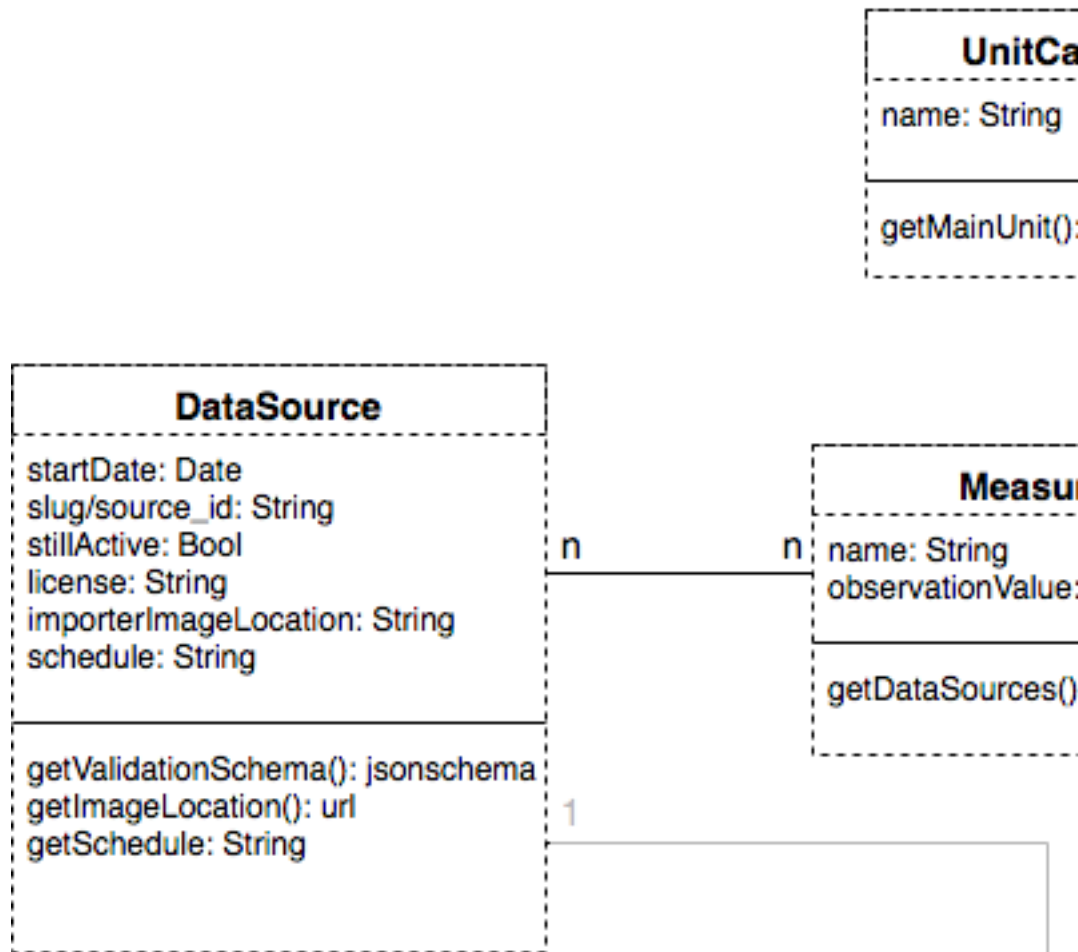 UnitCa
name: String
getMainUnit():
DataSource
startDate: Date
slug/source_id: String
stillActive: Bool
license: String
importerImageLocation: String
schedule: String
getValidationSchema(): jsonschema
getImageLocation(): url
getSchedule: String
n
n
1
Measur
name: String
observationValue:
getDataSources()